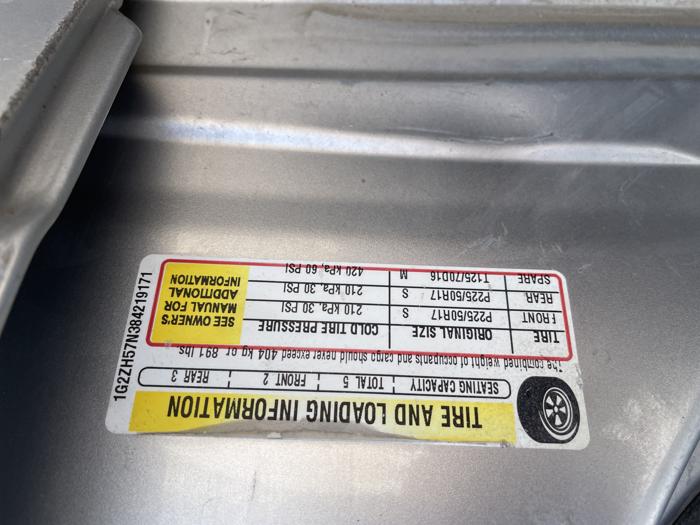 TIRE AND LOADING INFORMATION
SEATING CAPACITY TOTAL 5 FRONT 2 REAR 3
The combined weight of occupants and cargo should never exceed 404 kg or 891 lbs.
TIRE ORIGINAL SIZE COLD TIRE PRESSURE
FRONT P225/50R17 S 210 kPa, 30 PSI
REAR P225/50R17 S 210 kPa, 30 PSI
SPARE T125/70D16 M 420 kPa, 60 PSI
SEE OWNER'S
MANUAL FOR
ADDITIONAL
INFORMATION
1G2ZH57N384219171